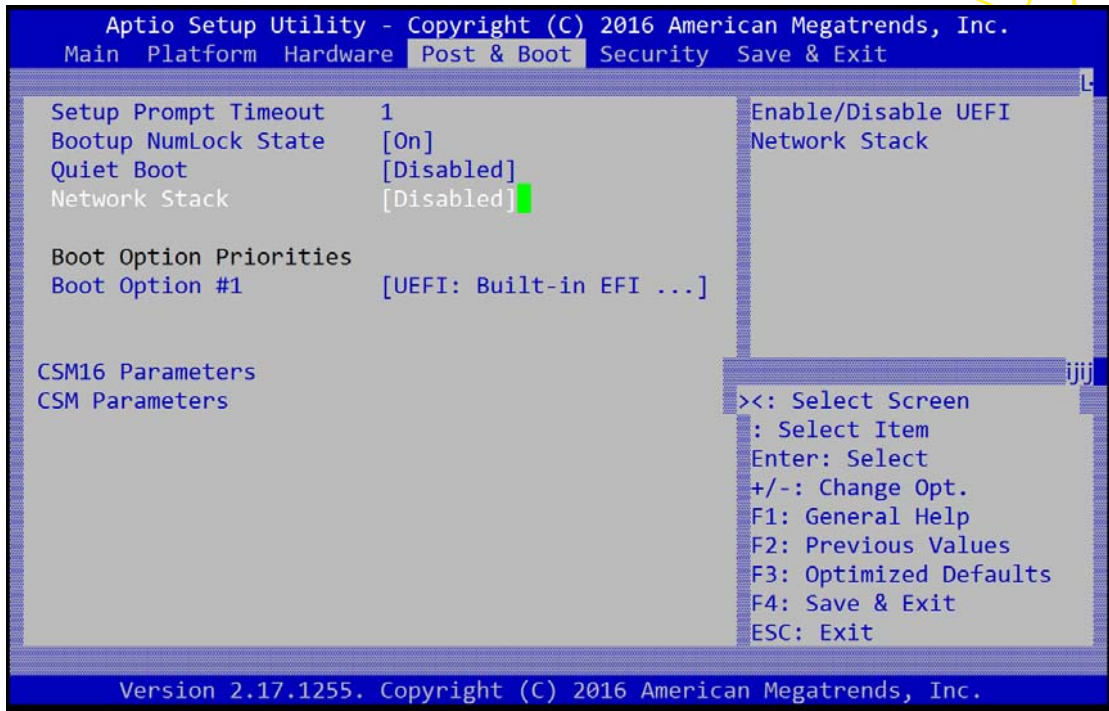 Aptio Setup Utility - Copyright (C) 2016 American Megatrends, Inc.
Main Platform Hardware Post & Boot Security Save & Exit
Setup Prompt Timeout 1
Bootup NumLock State [On]
Quiet Boot [Disabled]
Network Stack [Disabled]
Boot Option Priorities
Boot Option #1 [UEFI: Built-in EFI ...]
CSM16 Parameters
CSM Parameters
Enable/Disable UEFI
Network Stack
><: Select Screen
: Select Item
Enter: Select
+/-: Change Opt.
F1: General Help
F2: Previous Values
F3: Optimized Defaults
F4: Save & Exit
ESC: Exit
Version 2.17.1255. Copyright (C) 2016 American Megatrends, Inc.